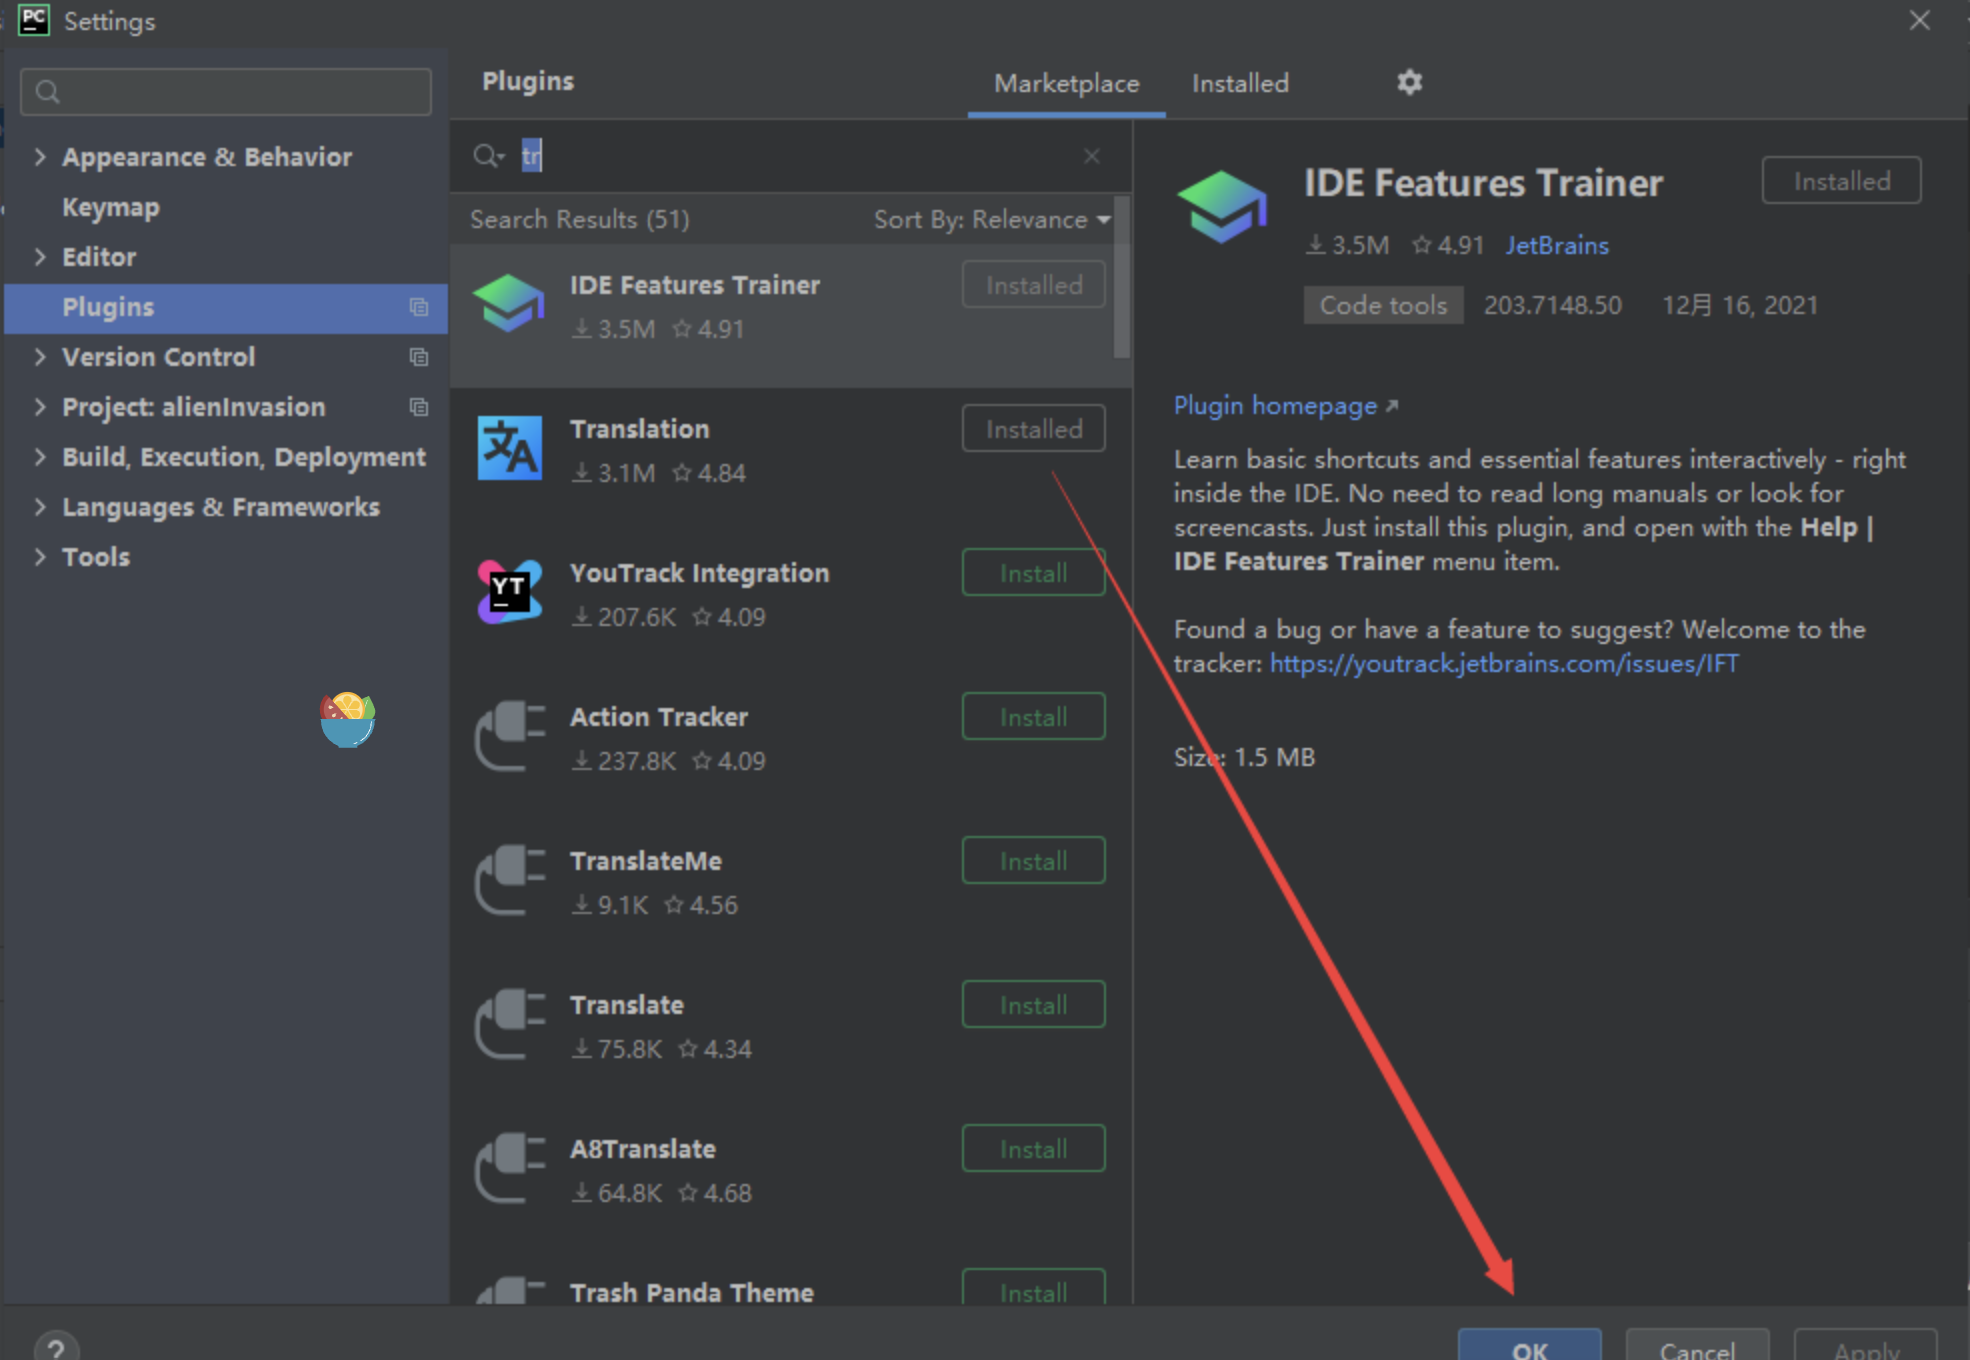 PC Settings
Appearance & Behavior
Keymap
Editor
Plugins
Version Control
Project: alienInvasion
Build, Execution, Deployment
Languages & Frameworks
Tools
Plugins
Marketplace
Installed
tr
Search Results (51)
Sort By: Relevance
IDE Features Trainer
Installed
3.5M 4.91
Translation
Installed
3.1M 4.84
YT
YouTrack Integration
Install
207.6K 4.09
Action Tracker
Install
237.8K 4.09
TranslateMe
Install
9.1K 4.56
Translate
Install
75.8K 4.34
A8Translate
Install
64.8K 4.68
Trash Panda Theme
Install
IDE Features Trainer
Installed
3.5M 4.91 JetBrains
Code tools 203.7148.50 12月 16, 2021
Plugin homepage
Learn basic shortcuts and essential features interactively - right
inside the IDE. No need to read long manuals or look for
screencasts. Just install this plugin, and open with the Help |
IDE Features Trainer menu item.
Found a bug or have a feature to suggest? Welcome to the
tracker: https://youtrack.jetbrains.com/issues/IFT
Size: 1.5 MB
?
OK
Cancel
Apply